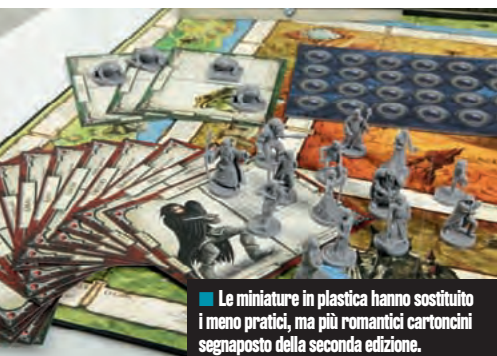 Le miniature in plastica hanno sostituito
i meno pratici, ma più romantici cartoncini
segnaposto della seconda edizione.